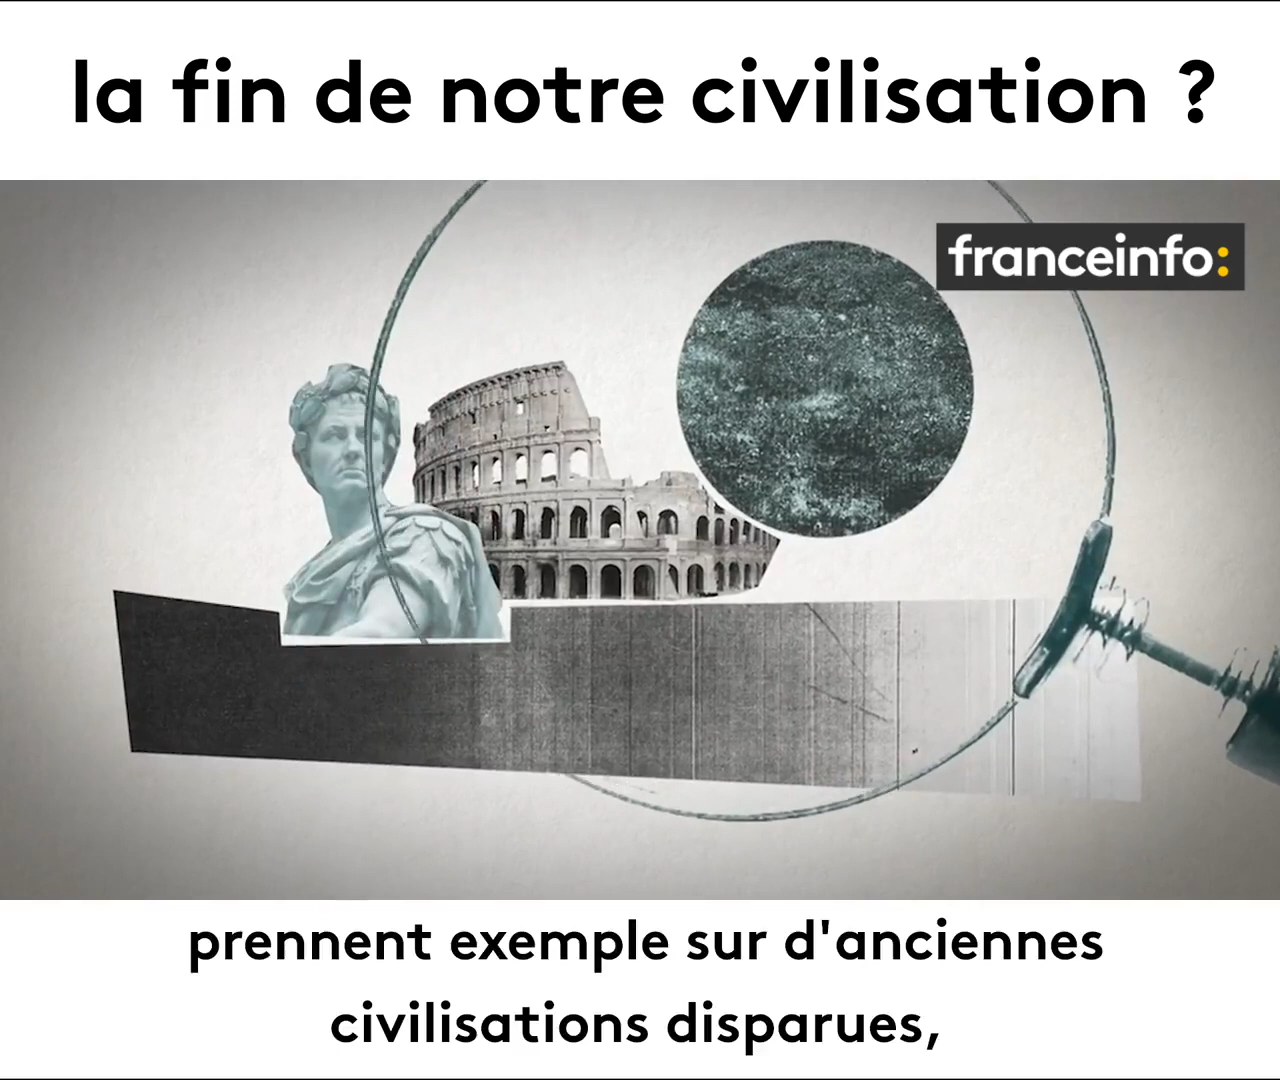 la fin de notre civilisation ?
franceinfo:
prennent exemple sur d'anciennes
civilisations disparues,